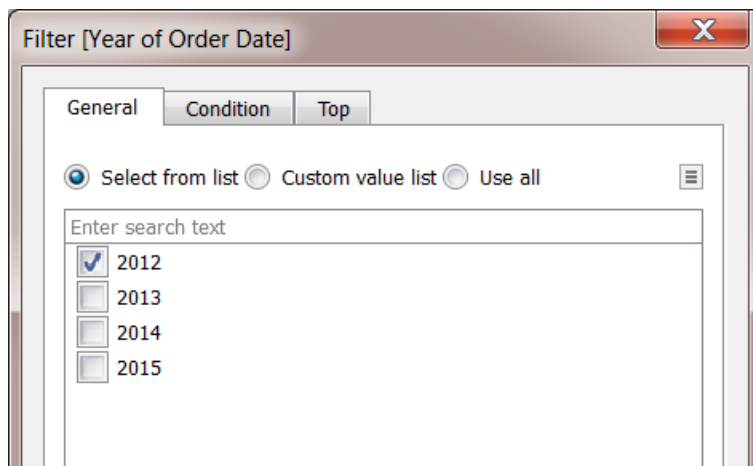 Filter [Year of Order Date]
General Condition Top
Select from list Custom value list Use all
Enter search text
2012
2013
2014
2015